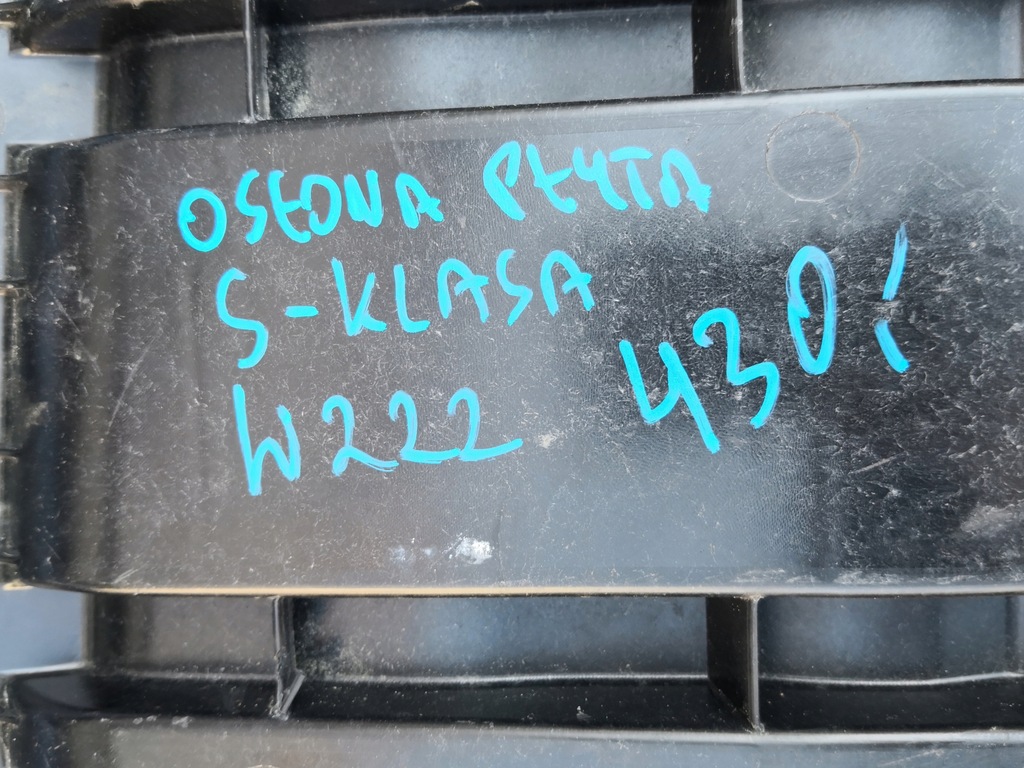 OSŁONA PŁYTA
S-KLASA
W222 430!